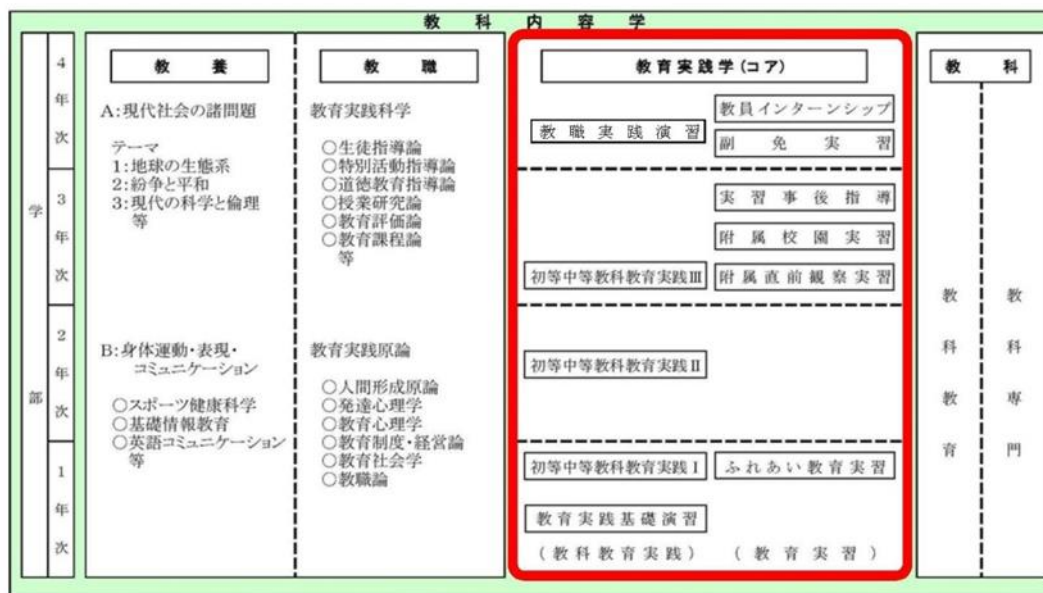 教科内容学
学部
4年次
3年次
2年次
1年次
教養
A:現代社会の諸問題
テーマ
1:地球の生態系
2:紛争と平和
3:現代の科学と倫理
等
B:身体運動・表現・
コミュニケーション
○スポーツ健康科学
○基礎情報教育
○英語コミュニケーション
等
教職
教育実践科学
○生徒指導論
○特別活動指導論
○道徳教育指導論
○授業研究論
○教育評価論
○教育課程論
等
教育実践原論
○人間形成原論
○発達心理学
○教育心理学
○教育制度・経営論
○教育社会学
○教職論
教育実践学(コア)
教職実践演習
教員インターンシップ
副免実習
実習事後指導
附属校園実習
初等中等教科教育実践Ⅲ
附属直前観察実習
初等中等教科教育実践Ⅱ
初等中等教科教育実践Ⅰ
ふれあい教育実習
教育実践基礎演習
(教科教育実践)
(教育実習)
教科
教科教育
教科専門